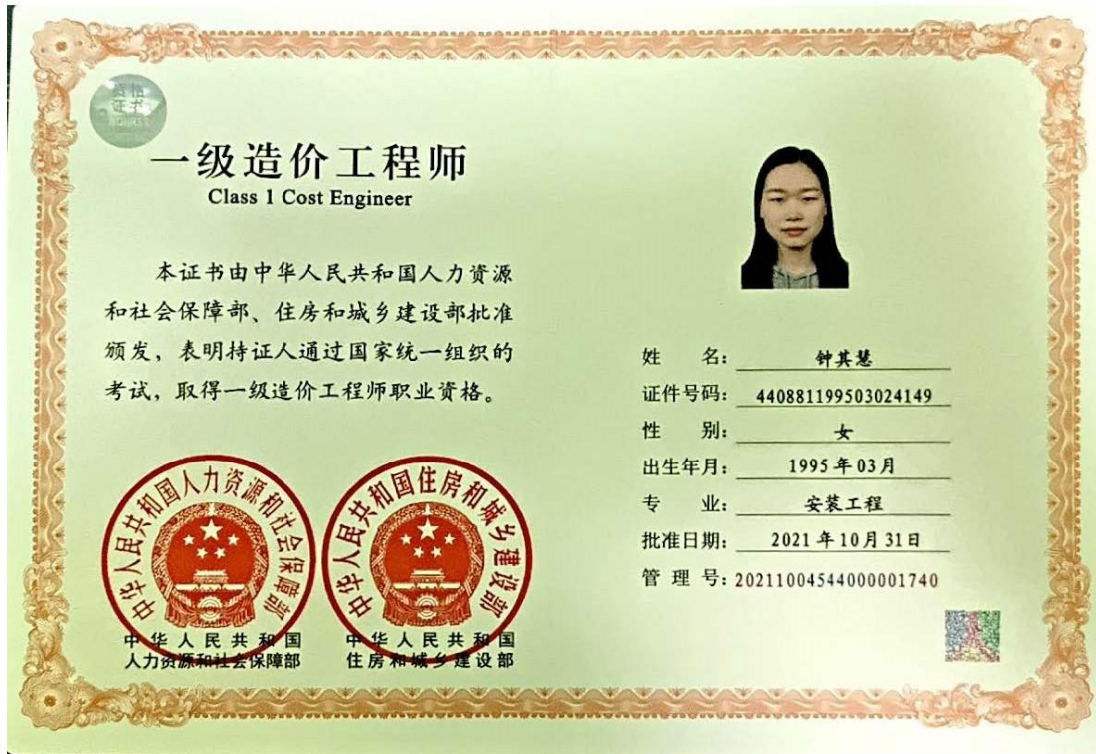 资格
证书
一级造价工程师
Class 1 Cost Engineer
本证书由中华人民共和国人力资源
和社会保障部、住房和城乡建设部批准
颁发，表明持证人通过国家统一组织的
考试，取得一级造价工程师职业资格。
中华人民共和国人力资源和社会保障部
中华人民共和国住房和城乡建设部
中华人民共和国
人力资源和社会保障部
中华人民共和国
住房和城乡建设部
姓 名：钟其慧
证件号码：440881199503024149
性 别：女
出生年月：1995年03月
专 业：安装工程
批准日期：2021年10月31日
管 理 号：20211004544000001740